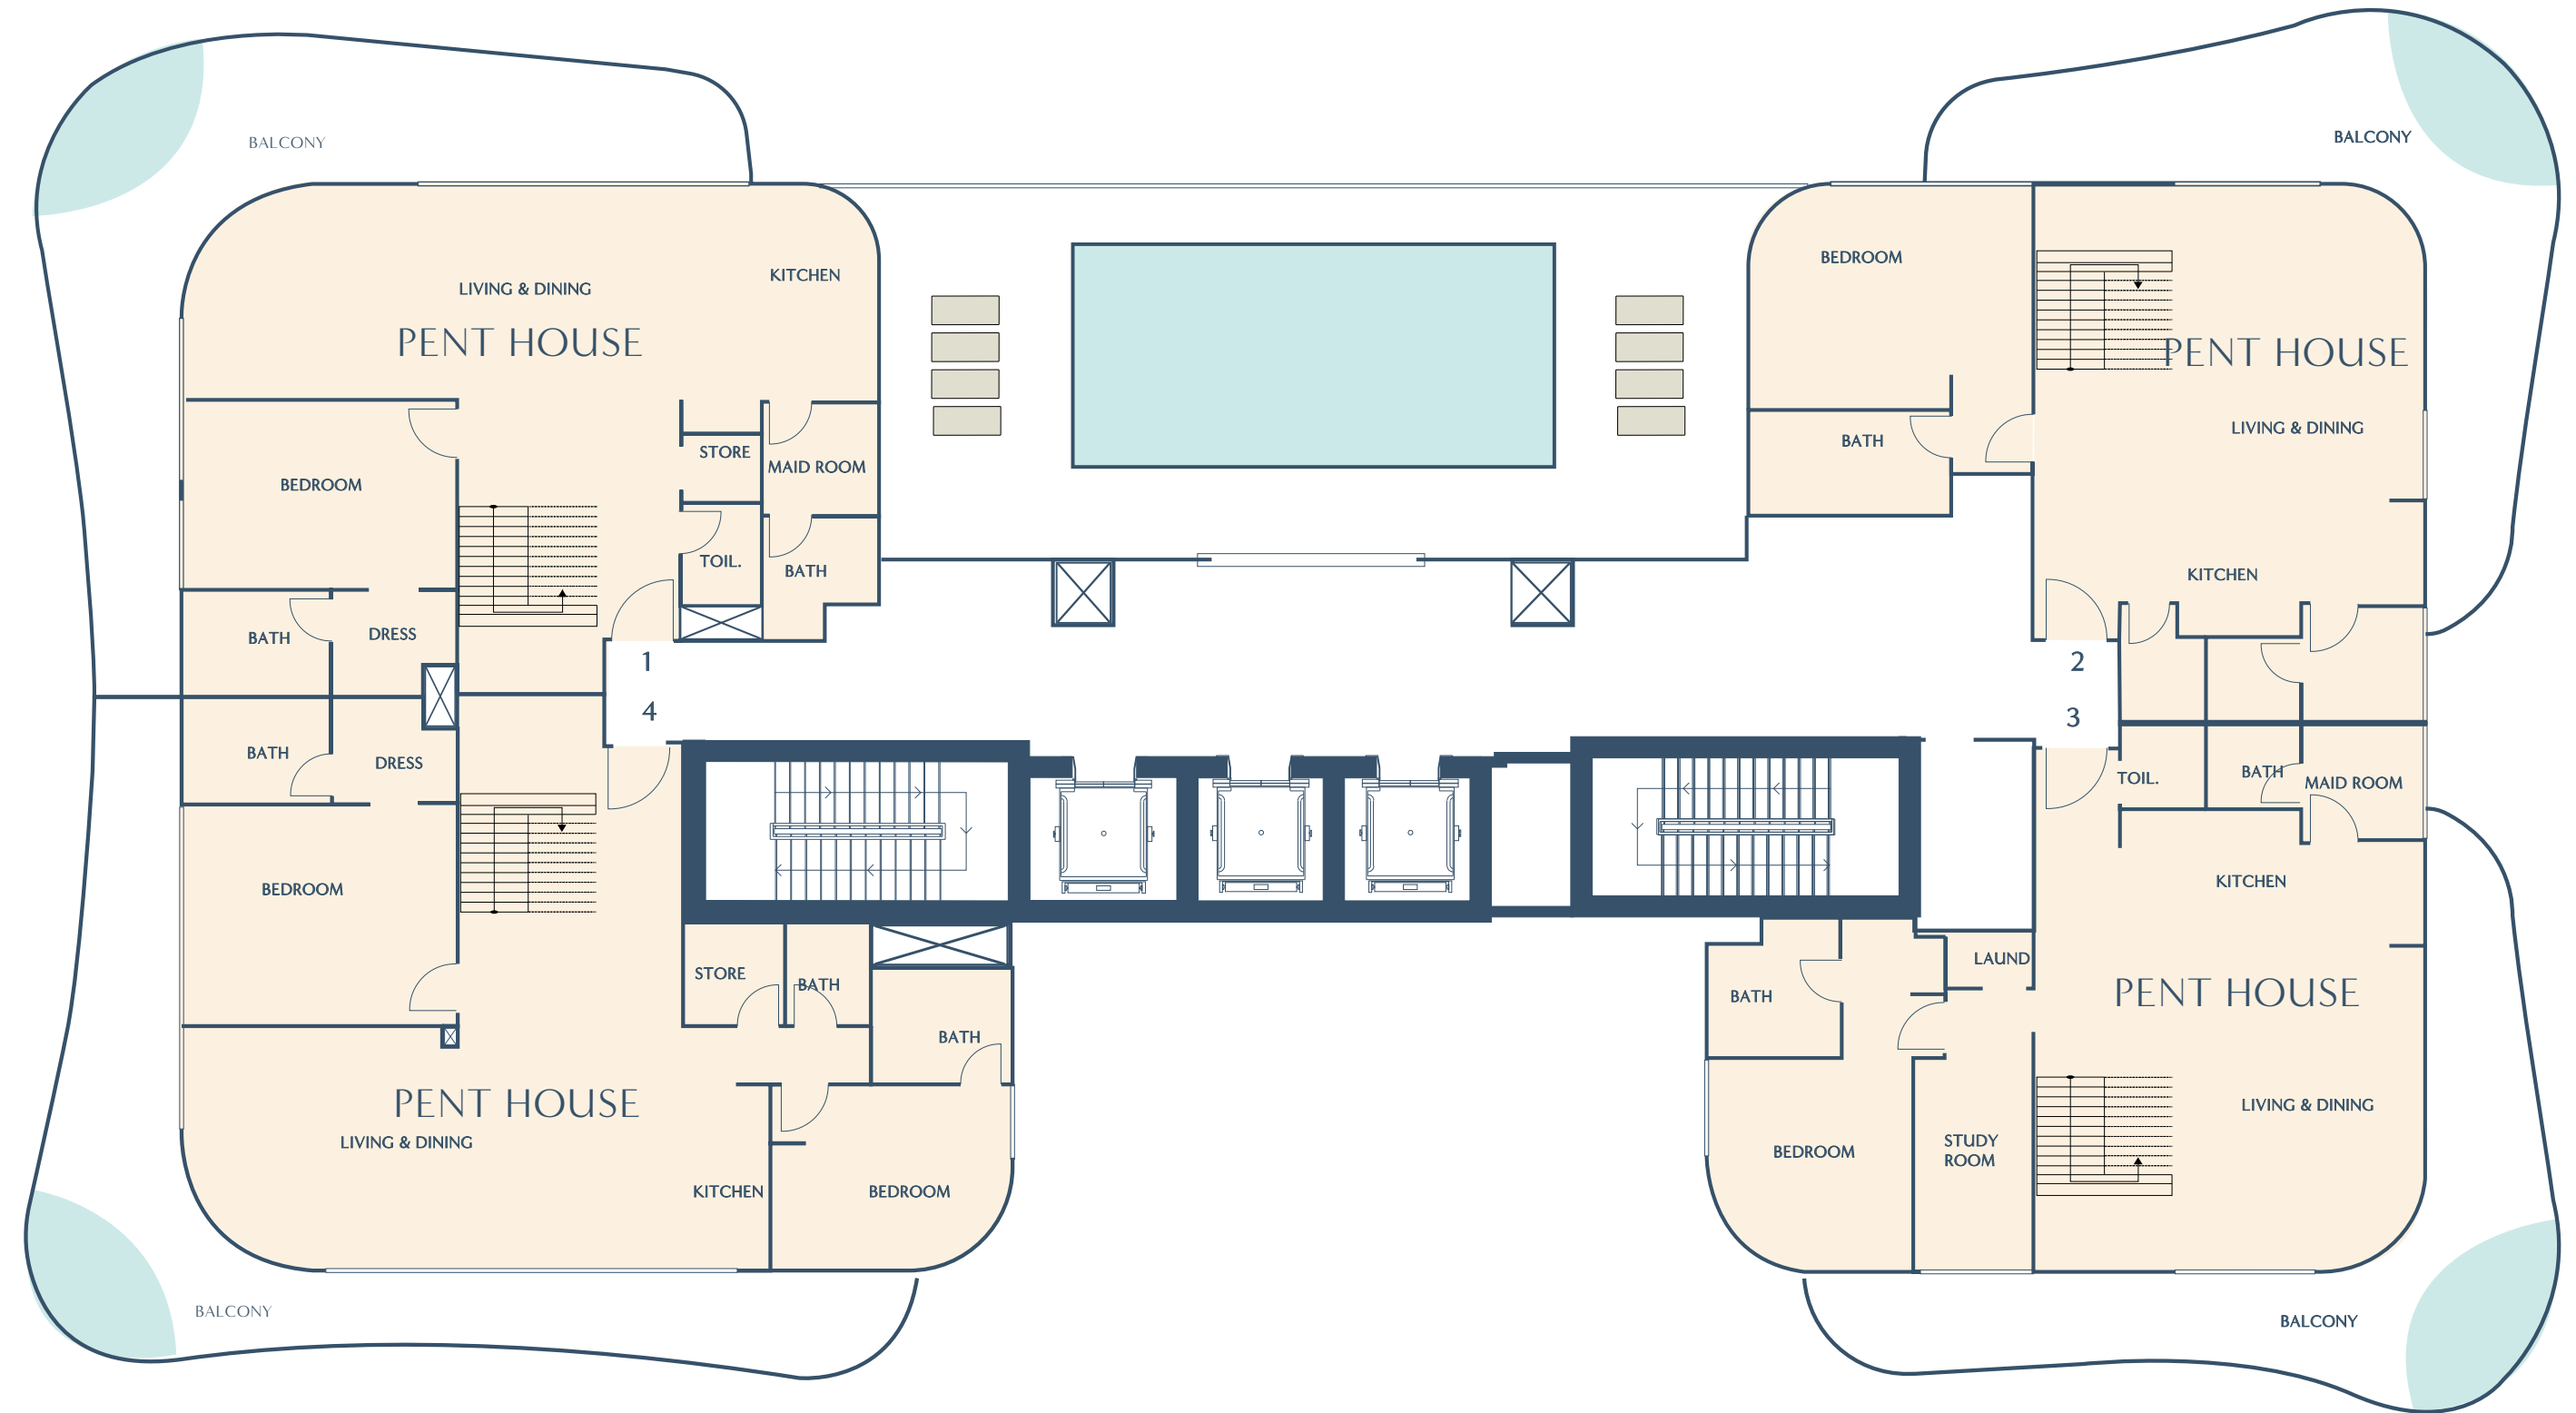 BALCONY
LIVING & DINING
KITCHEN
PENT HOUSE
STORE
MAID ROOM
BEDROOM
TOIL.
BATH
BATH
DRESS
1
BALCONY
BEDROOM
PENT HOUSE
BATH
LIVING & DINING
KITCHEN
2
4
BATH
DRESS
BEDROOM
STORE
BATH
BATH
PENT HOUSE
LIVING & DINING
KITCHEN
BEDROOM
BALCONY
3
TOIL.
BATH
MAID ROOM
KITCHEN
LAUND
BATH
PENT HOUSE
LIVING & DINING
BEDROOM
STUDY
ROOM
BALCONY